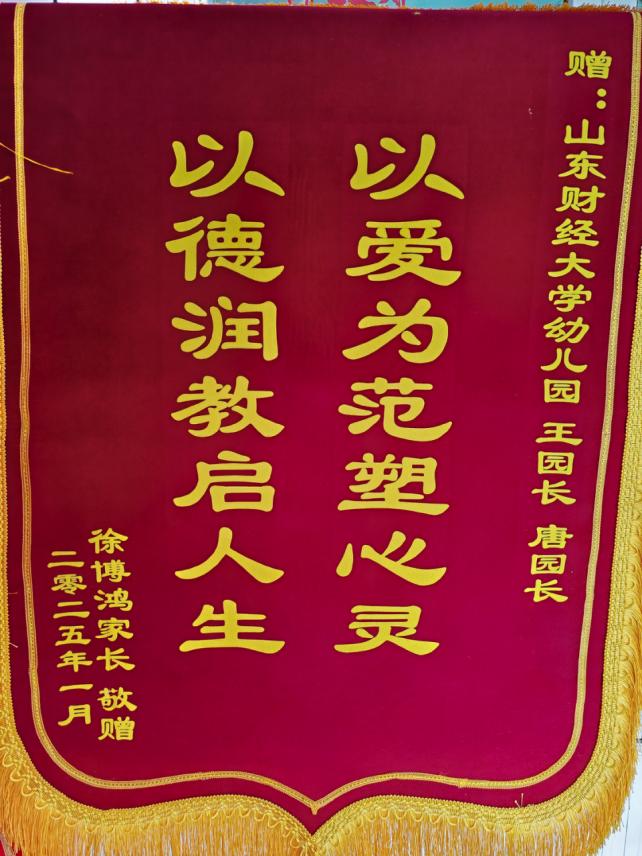 赠：山东财经大学幼儿园 王园长 唐园长
以爱为范塑心灵
以德润教启人生
徐博鸿家长 敬赠
二零二五年一月